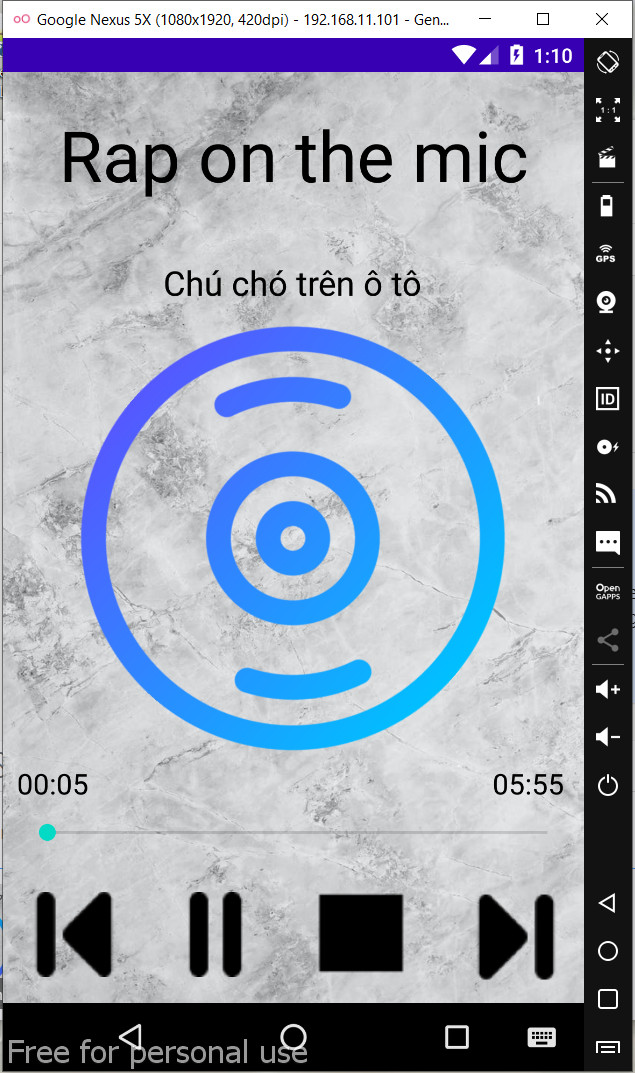 Google Nexus 5X (1080x1920, 420dpi) - 192.168.11.101 - Gen...
1:10
Rap on the mic
Chú chó trên ô tô
00:05
05:55
Free for personal use
1:1
GPS
ID
Open
GAPPS